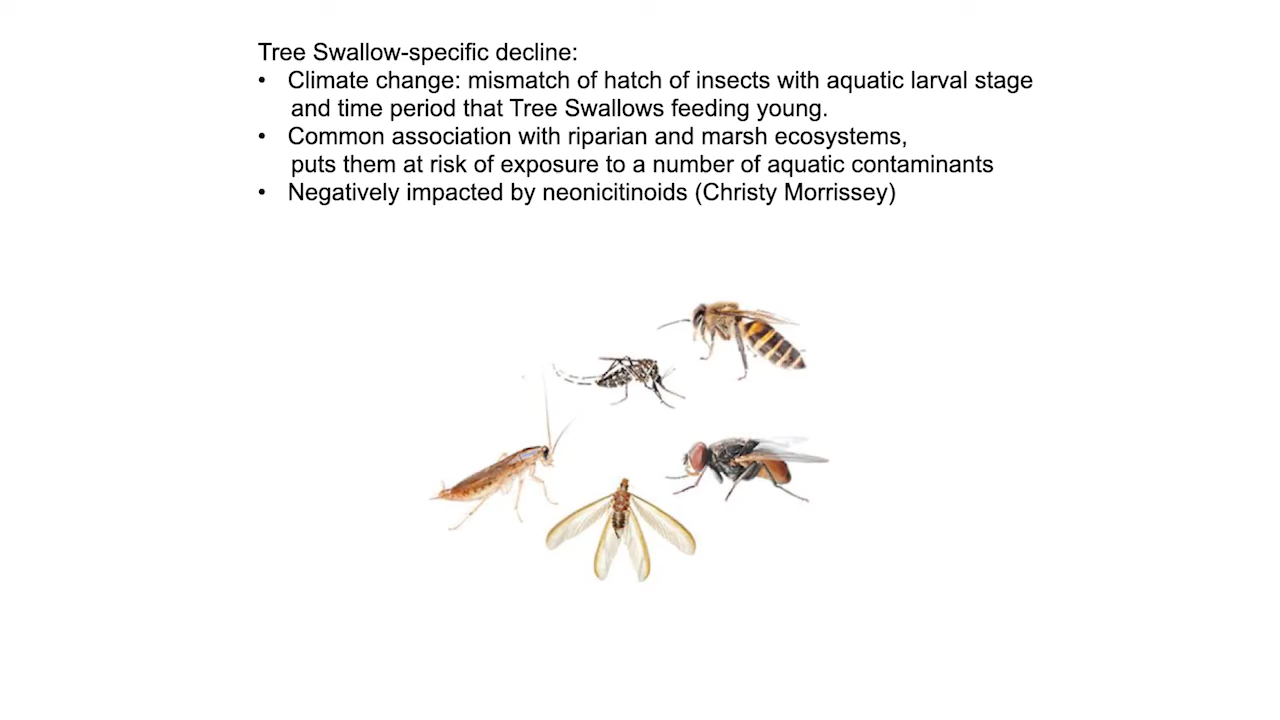 Tree Swallow-specific decline:
• Climate change: mismatch of hatch of insects with aquatic larval stage
and time period that Tree Swallows feeding young.
• Common association with riparian and marsh ecosystems,
puts them at risk of exposure to a number of aquatic contaminants
• Negatively impacted by neonicitinoids (Christy Morrissey)